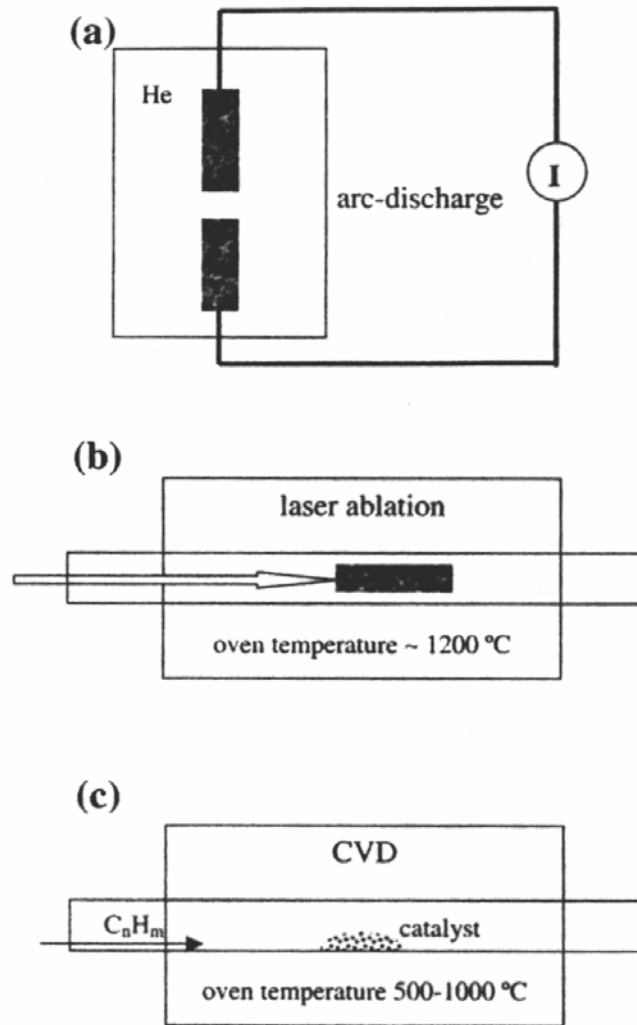 (a)
He
I
arc-discharge
(b)
laser ablation
oven temperature ~ 1200 ºC
(c)
CVD
CₙHₘ
catalyst
oven temperature 500-1000 ºC